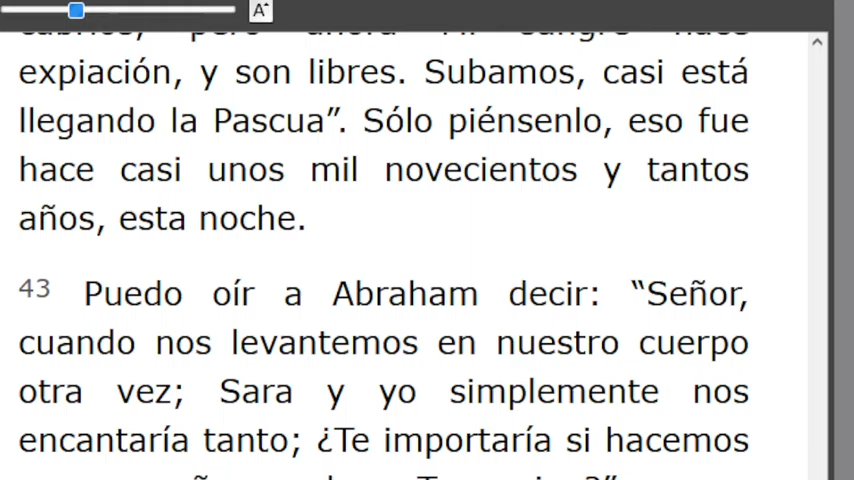 A
expiación, y son libres. Subamos, casi está
llegando la Pascua”. Sólo piénsenlo, eso fue
hace casi unos mil novecientos y tantos
años, esta noche.
43 Puedo oír a Abraham decir: “Señor,
cuando nos levantemos en nuestro cuerpo
otra vez; Sara y yo simplemente nos
encantaría tanto; ¿Te importaría si hacemos